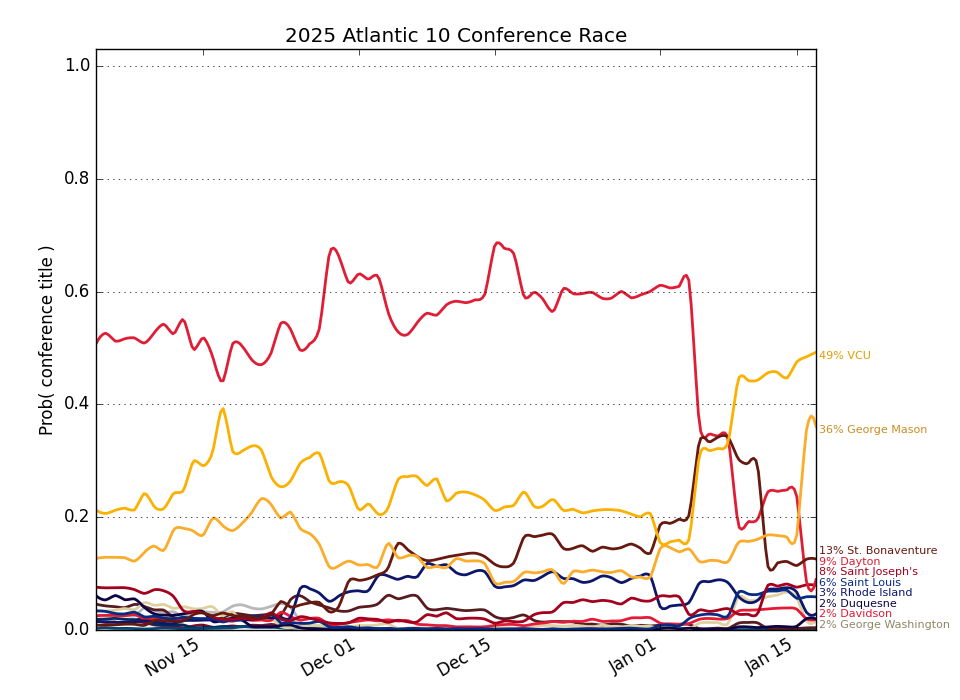 2025 Atlantic 10 Conference Race
Prob( conference title )
1.0
0.8
0.6
0.4
0.2
0.0
Nov 15
Dec 01
Dec 15
Jan 01
Jan 15
49% VCU
36% George Mason
13% St. Bonaventure
9% Dayton
8% Saint Joseph's
6% Saint Louis
3% Rhode Island
2% Duquesne
2% Davidson
2% George Washington